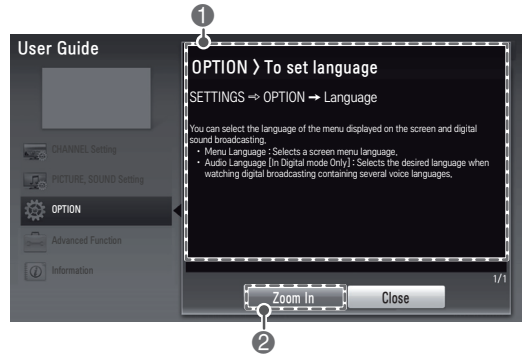 1
User Guide
OPTION > To set language
SETTINGS ⇨ OPTION ➞ Language
You can select the language of the menu displayed on the screen and digital
sound broadcasting.
• Menu Language : Selects a screen menu language.
• Audio Language [In Digital mode Only] : Selects the desired language when
watching digital broadcasting containing several voice languages.
CHANNEL Setting
PICTURE, SOUND Setting
OPTION
Advanced Function
Information
1/1
Zoom In
Close
2